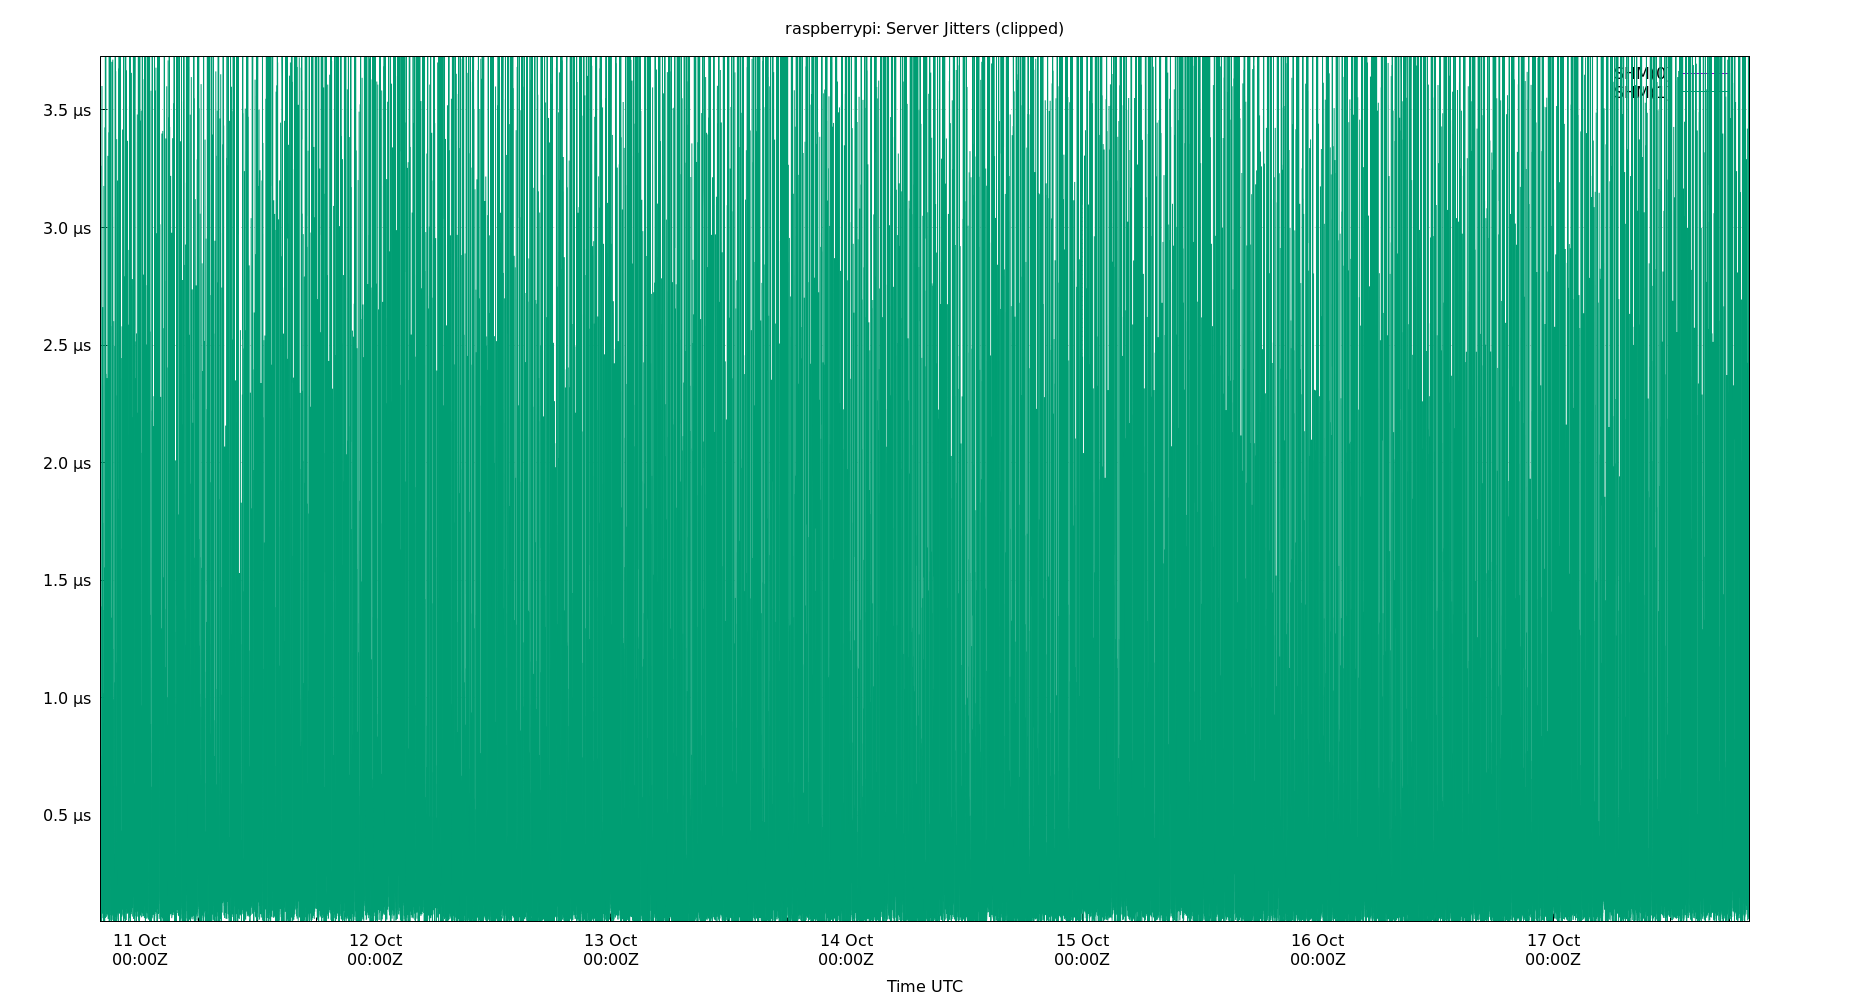 raspberrypi: Server Jitters (clipped)
3.5 µs
3.0 µs
2.5 µs
2.0 µs
1.5 µs
1.0 µs
0.5 µs
11 Oct
00:00Z
12 Oct
00:00Z
13 Oct
00:00Z
14 Oct
00:00Z
15 Oct
00:00Z
16 Oct
00:00Z
17 Oct
00:00Z
Time UTC